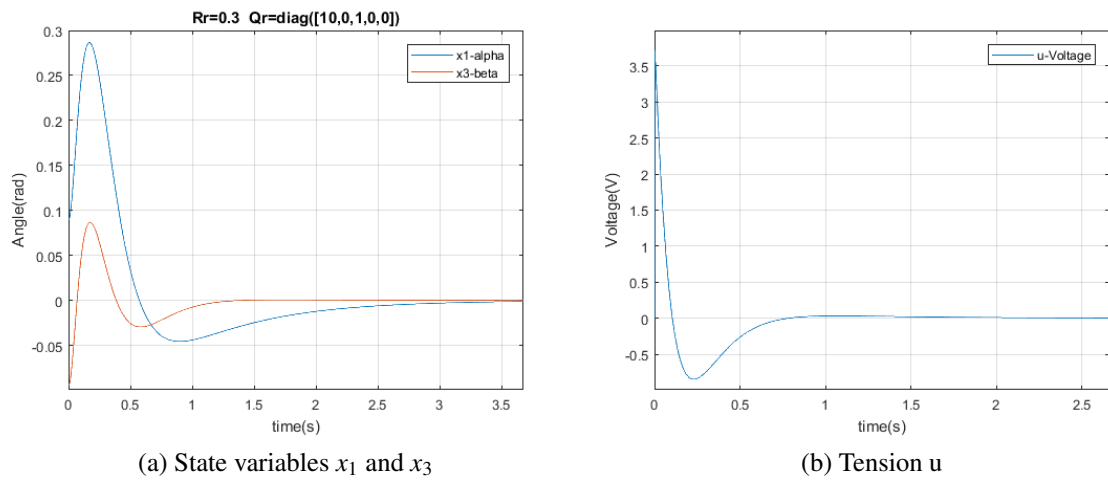 Rr=0.3  Qr=diag([10,0,1,0,0])
x1-alpha
x3-beta
Angle(rad)
0.3
0.25
0.2
0.15
0.1
0.05
0
-0.05
0 0.5 1 1.5 2 2.5 3 3.5
time(s)
(a) State variables x₁ and x₃
u-Voltage
Voltage(V)
3.5
3
2.5
2
1.5
1
0.5
0
-0.5
0 0.5 1 1.5 2 2.5
time(s)
(b) Tension u